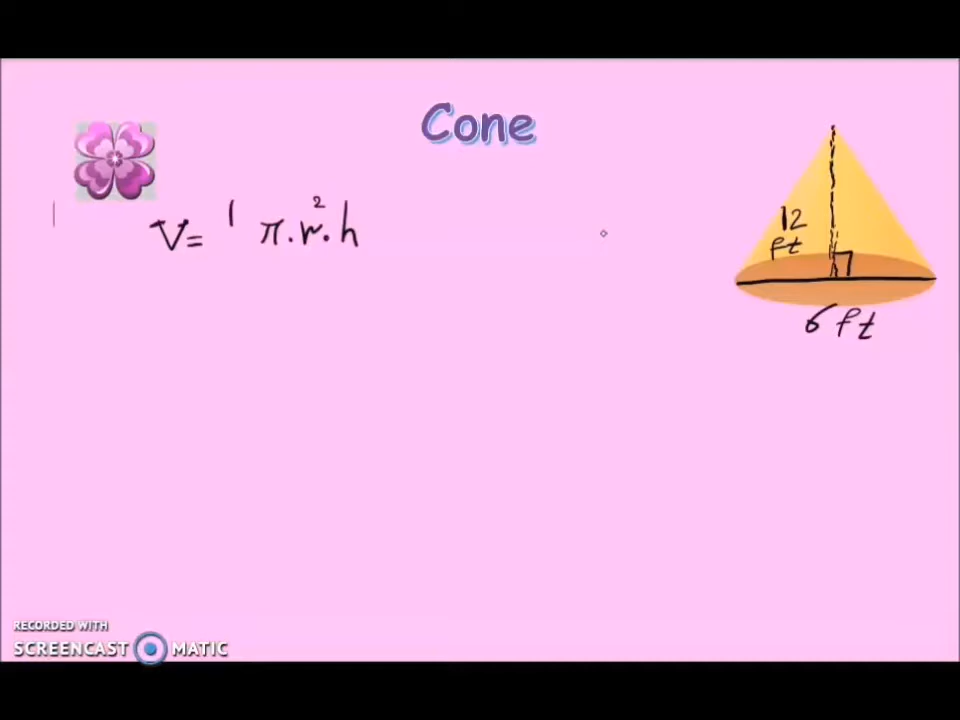 Cone
V= 1 π.r².h
12
ft
6 ft
RECORDED WITH
SCREENCAST MATIC